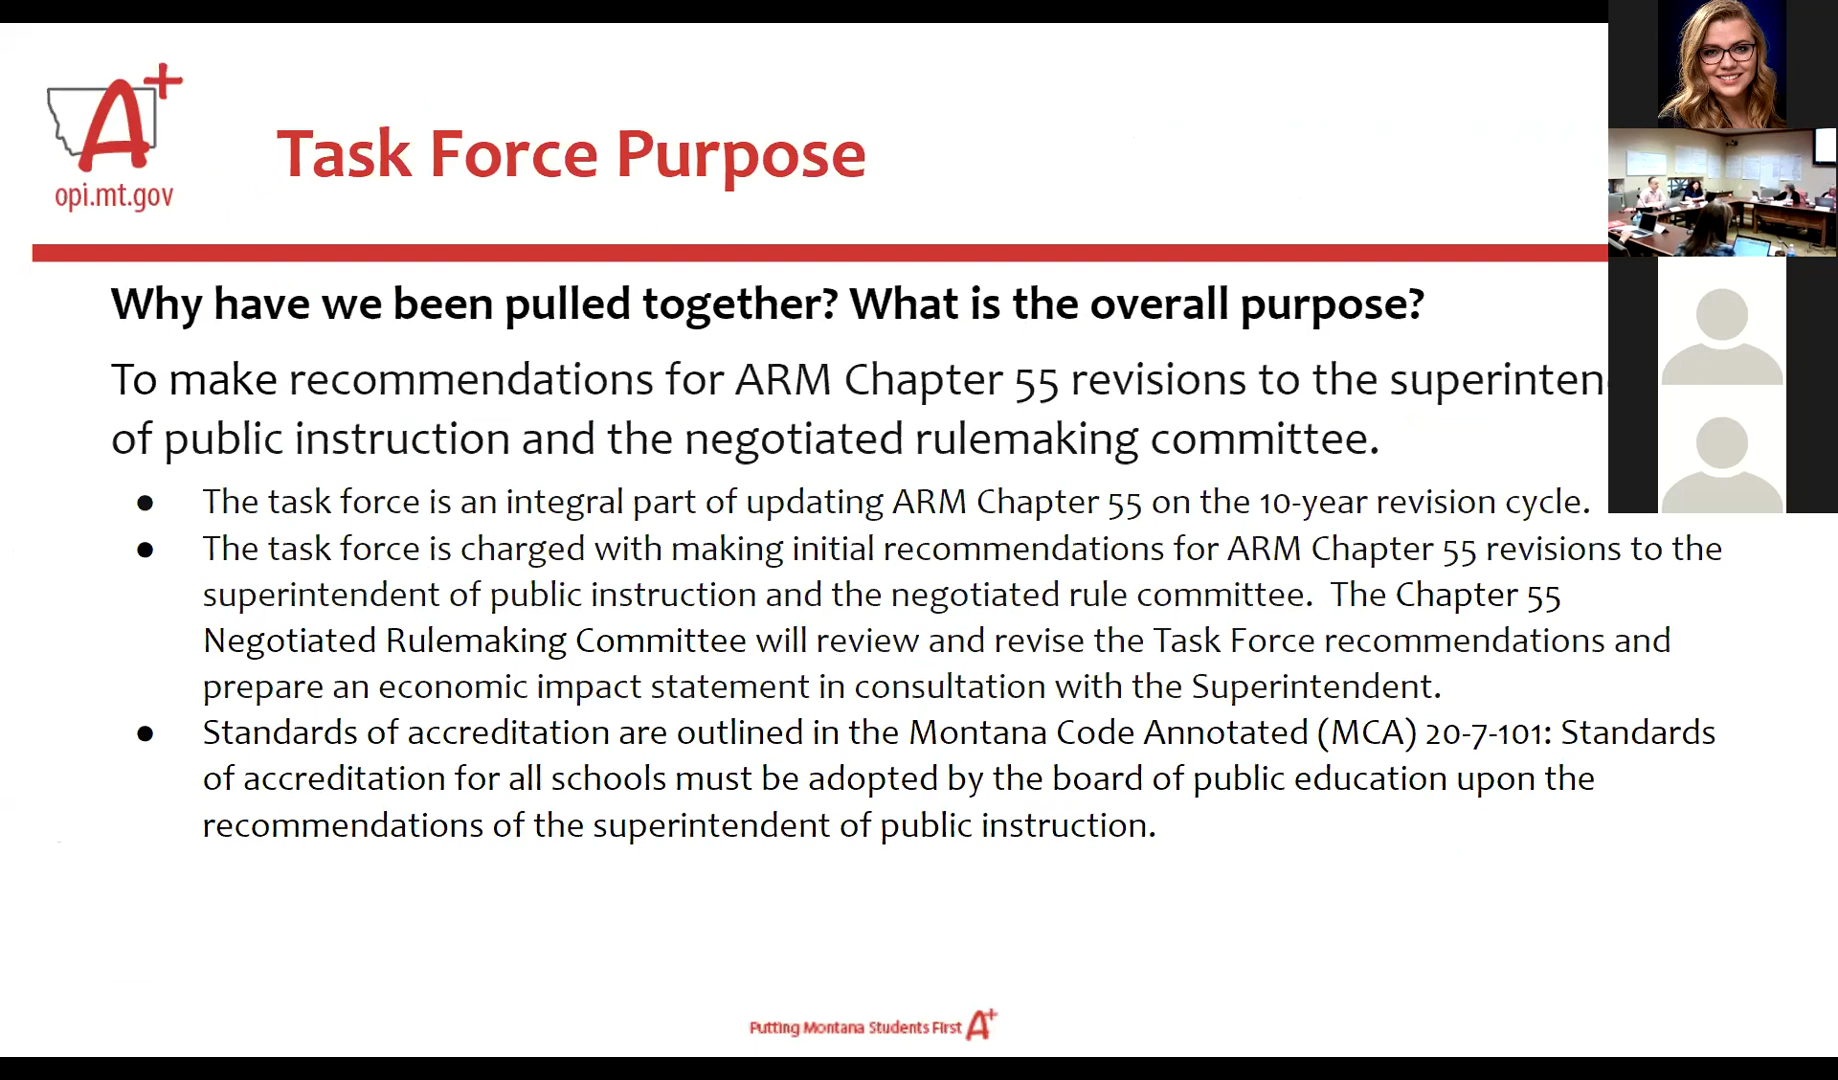 A+
opi.mt.gov
Task Force Purpose
Why have we been pulled together? What is the overall purpose?
To make recommendations for ARM Chapter 55 revisions to the superinten
of public instruction and the negotiated rulemaking committee.
● The task force is an integral part of updating ARM Chapter 55 on the 10-year revision cycle.
● The task force is charged with making initial recommendations for ARM Chapter 55 revisions to the
superintendent of public instruction and the negotiated rule committee. The Chapter 55
Negotiated Rulemaking Committee will review and revise the Task Force recommendations and
prepare an economic impact statement in consultation with the Superintendent.
● Standards of accreditation are outlined in the Montana Code Annotated (MCA) 20-7-101: Standards
of accreditation for all schools must be adopted by the board of public education upon the
recommendations of the superintendent of public instruction.
Putting Montana Students First A+